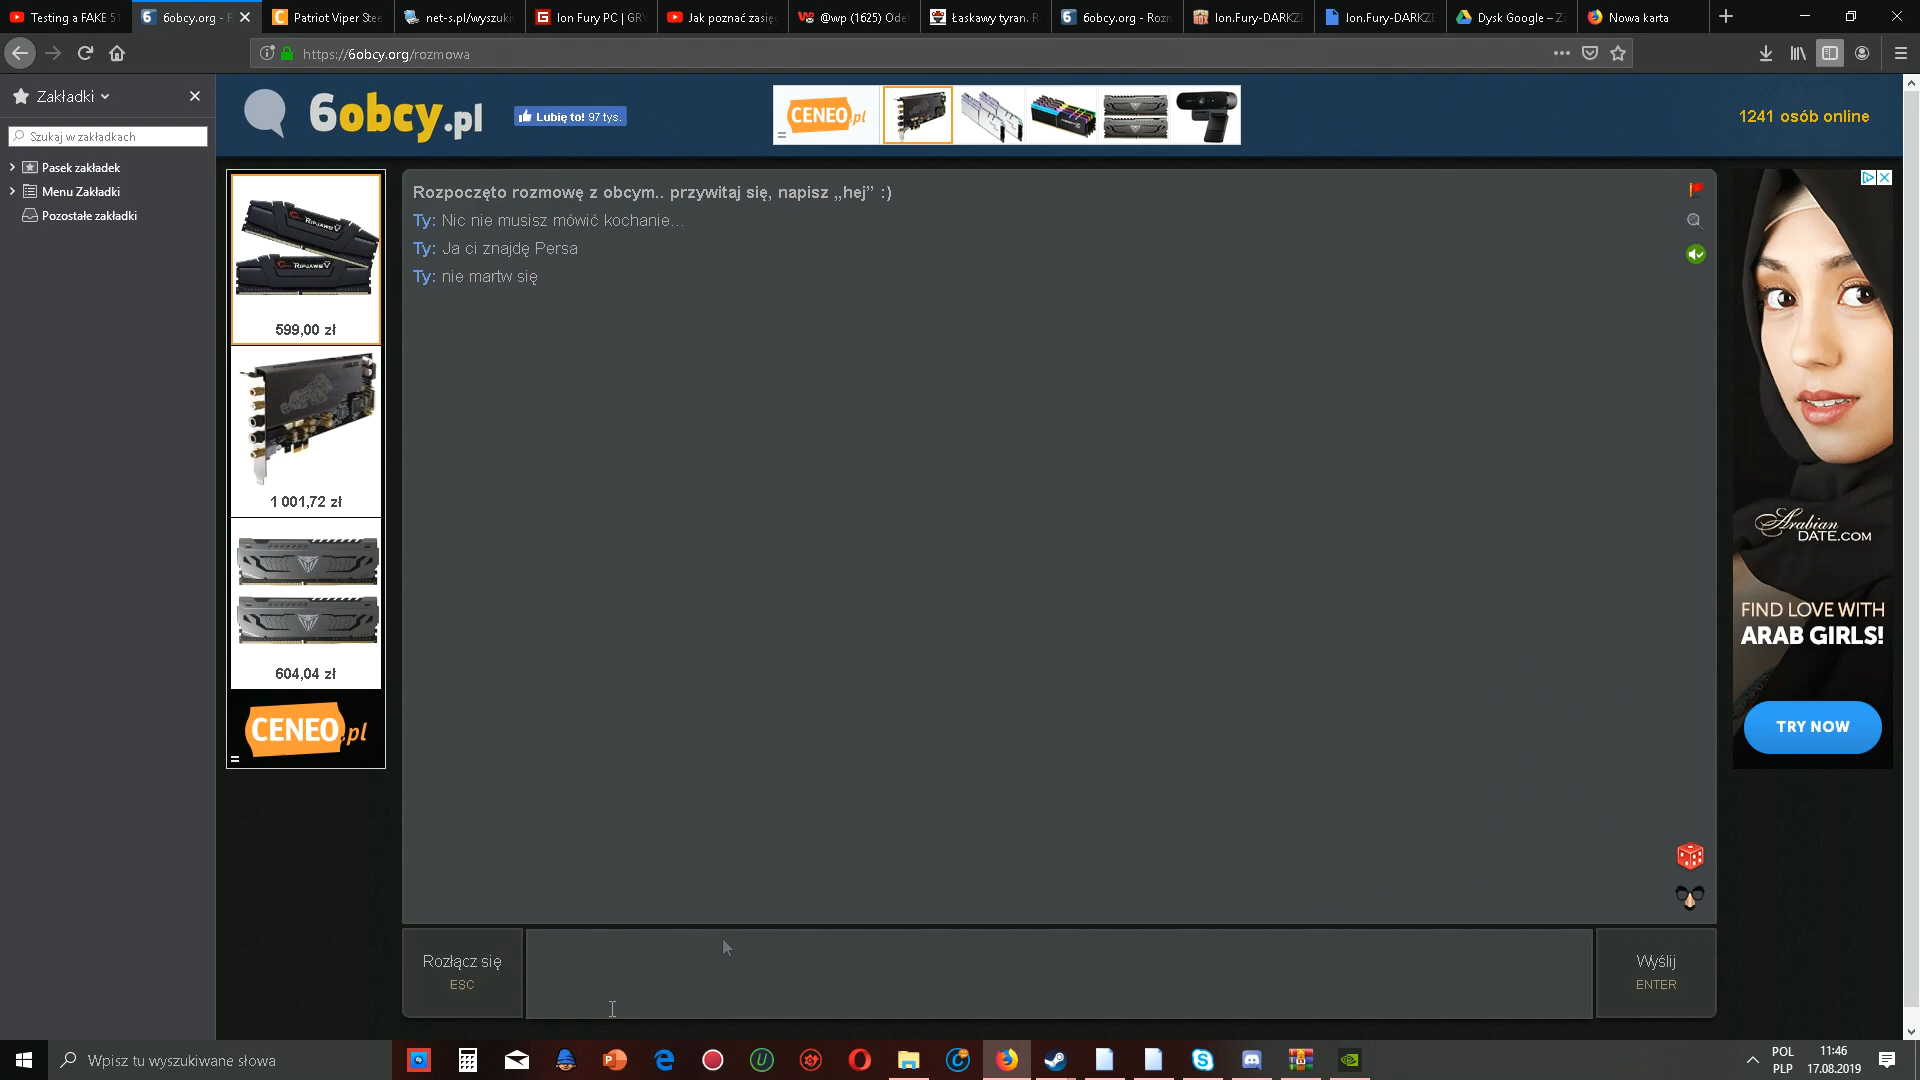 Testing a FAKE 51
6obcy.org - R
Patriot Viper Stee
net-s.pl/wyszuki
Ion Fury PC | GR
Jak poznać zasię
@wp (1625) Ode
Łaskawy tyran. R
6obcy.org - Rozn
Ion.Fury-DARKZ
Ion.Fury-DARKZ
Dysk Google – Z
Nowa karta
https://6obcy.org/rozmowa
Zakładki
Szukaj w zakładkach
Pasek zakładek
Menu Zakładki
Pozostałe zakładki
6obcy.pl
Lubię to! 97 tys.
CENEO.pl
1241 osób online
RIPJAWS V
RIPJAWS V
599,00 zł
1 001,72 zł
604,04 zł
CENEO.pl
Rozpoczęto rozmowę z obcym.. przywitaj się, napisz „hej” :)
Ty: Nic nie musisz mówić kochanie...
Ty: Ja ci znajdę Persa
Ty: nie martw się
Arabian
DATE.COM
FIND LOVE WITH
ARAB GIRLS!
TRY NOW
Rozłącz się
ESC
Wyślij
ENTER
Wpisz tu wyszukiwane słowa
POL
PLP
11:46
17.08.2019